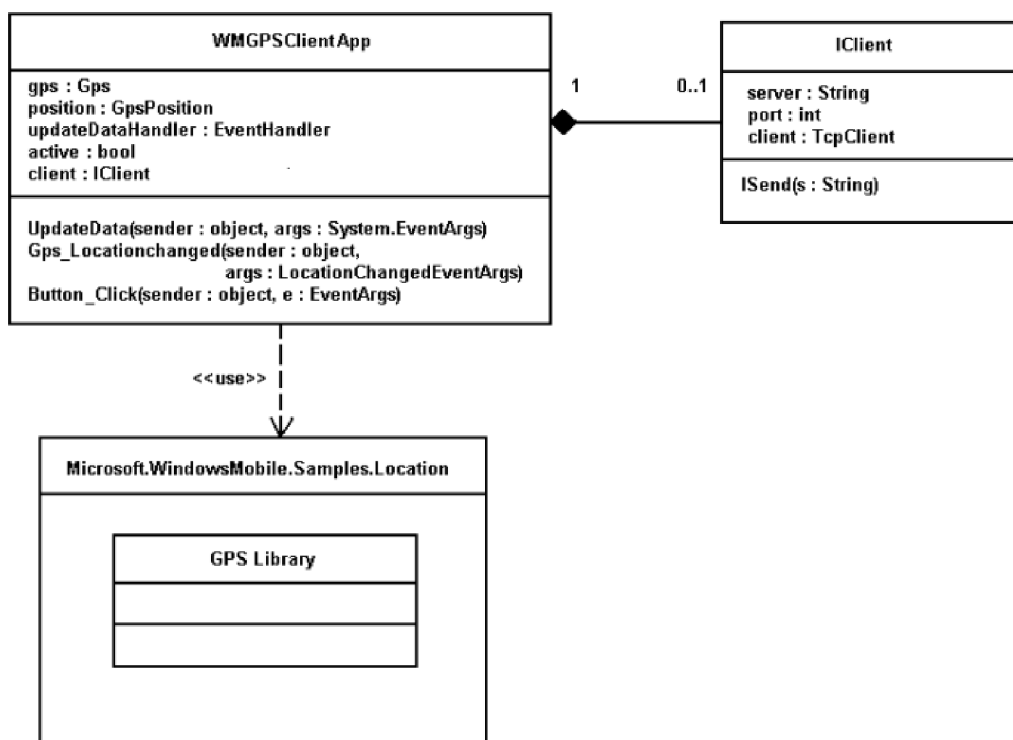 WMGPSClientApp
gps : Gps
position : GpsPosition
updateDataHandler : EventHandler
active : bool
client : IClient
UpdateData(sender : object, args : System.EventArgs)
Gps_Locationchanged(sender : object,
args : LocationChangedEventArgs)
Button_Click(sender : object, e : EventArgs)
1
0..1
IClient
server : String
port : int
client : TcpClient
ISend(s : String)
<<use>>
Microsoft.WindowsMobile.Samples.Location
GPS Library